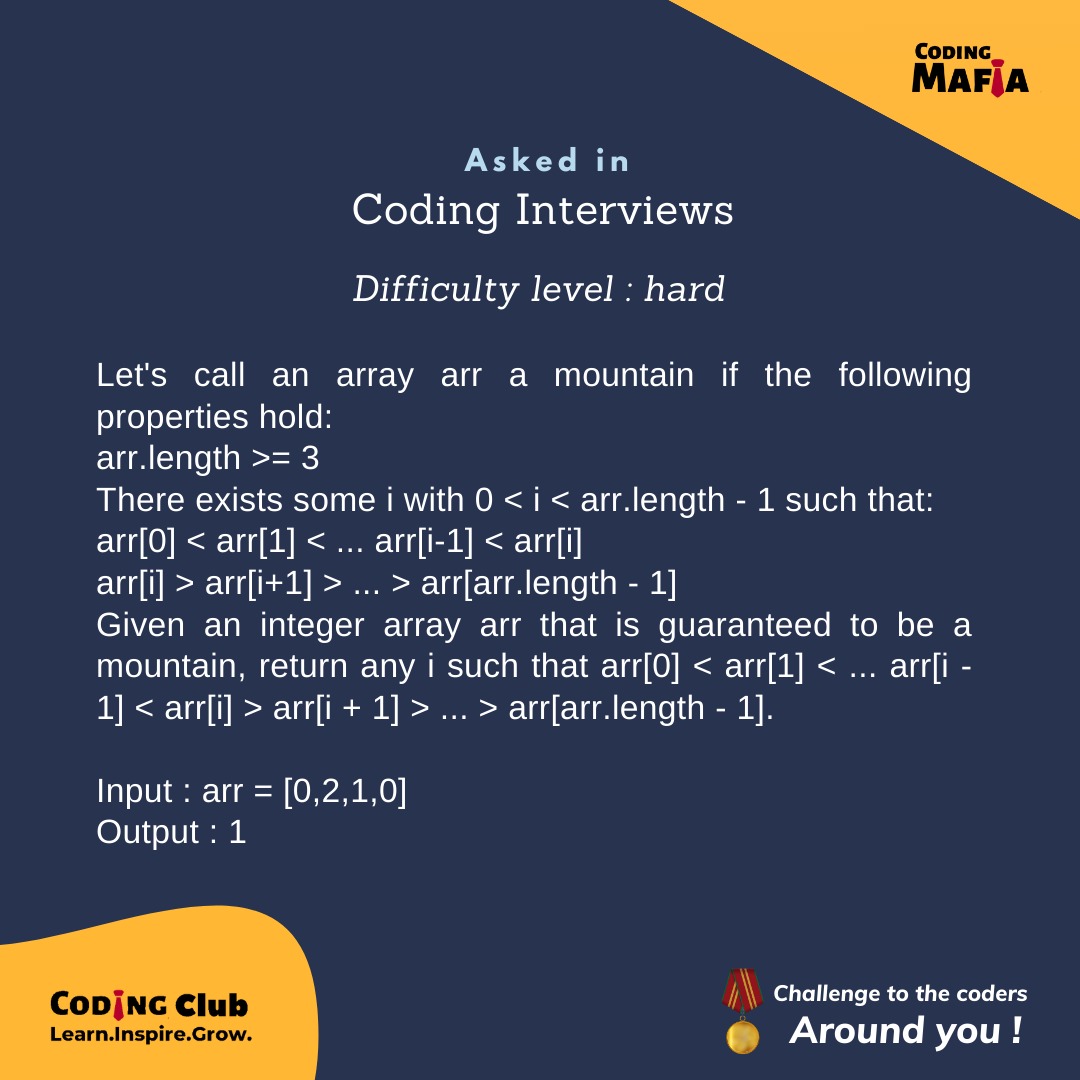 CODING
MAFIA
Asked in
Coding Interviews
Difficulty level : hard
Let's call an array arr a mountain if the following
properties hold:
arr.length >= 3
There exists some i with 0 < i < arr.length - 1 such that:
arr[0] < arr[1] < ... arr[i-1] < arr[i]
arr[i] > arr[i+1] > ... > arr[arr.length - 1]
Given an integer array arr that is guaranteed to be a
mountain, return any i such that arr[0] < arr[1] < ... arr[i -
1] < arr[i] > arr[i + 1] > ... > arr[arr.length - 1].
Input : arr = [0,2,1,0]
Output : 1
CODING Club
Learn.Inspire.Grow.
Challenge to the coders
Around you !